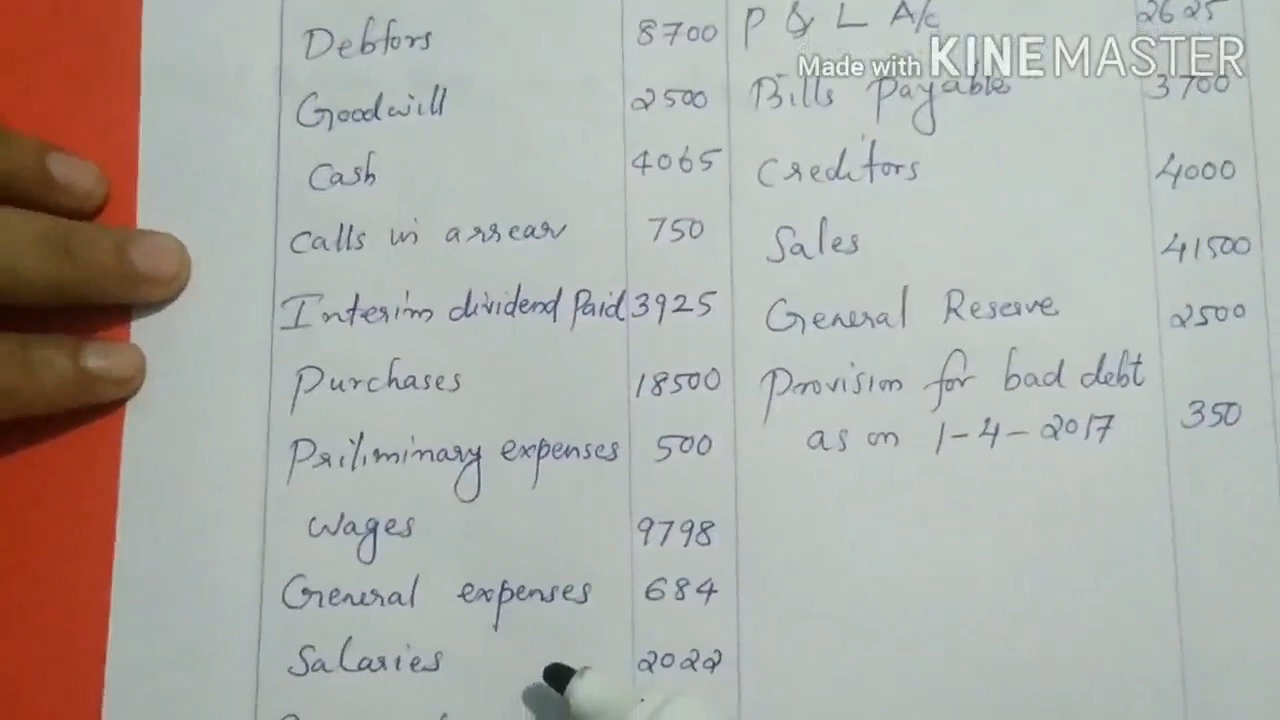 Debtors 8700 P & L A/c 2625
Made with KINEMASTER
Goodwill 2500 Bills Payable 3700
Cash 4065 Creditors 4000
Calls in arrear 750 Sales 41500
Interim dividend Paid 3925 General Reserve 2500
Purchases 18500 Provision for bad debt
as on 1-4-2017 350
Priliminary expenses 500
Wages 9798
General expenses 684
Salaries 2022